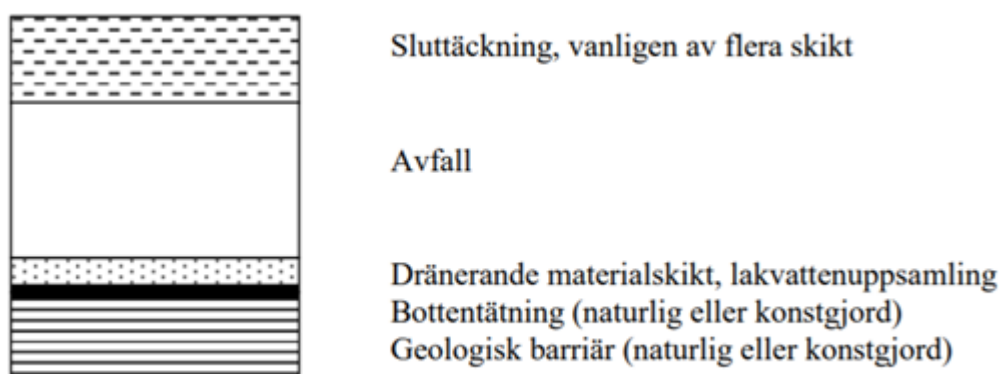 Sluttäckning, vanligen av flera skikt
Avfall
Dränerande materialskikt, lakvattenuppsamling
Bottentätning (naturlig eller konstgjord)
Geologisk barriär (naturlig eller konstgjord)